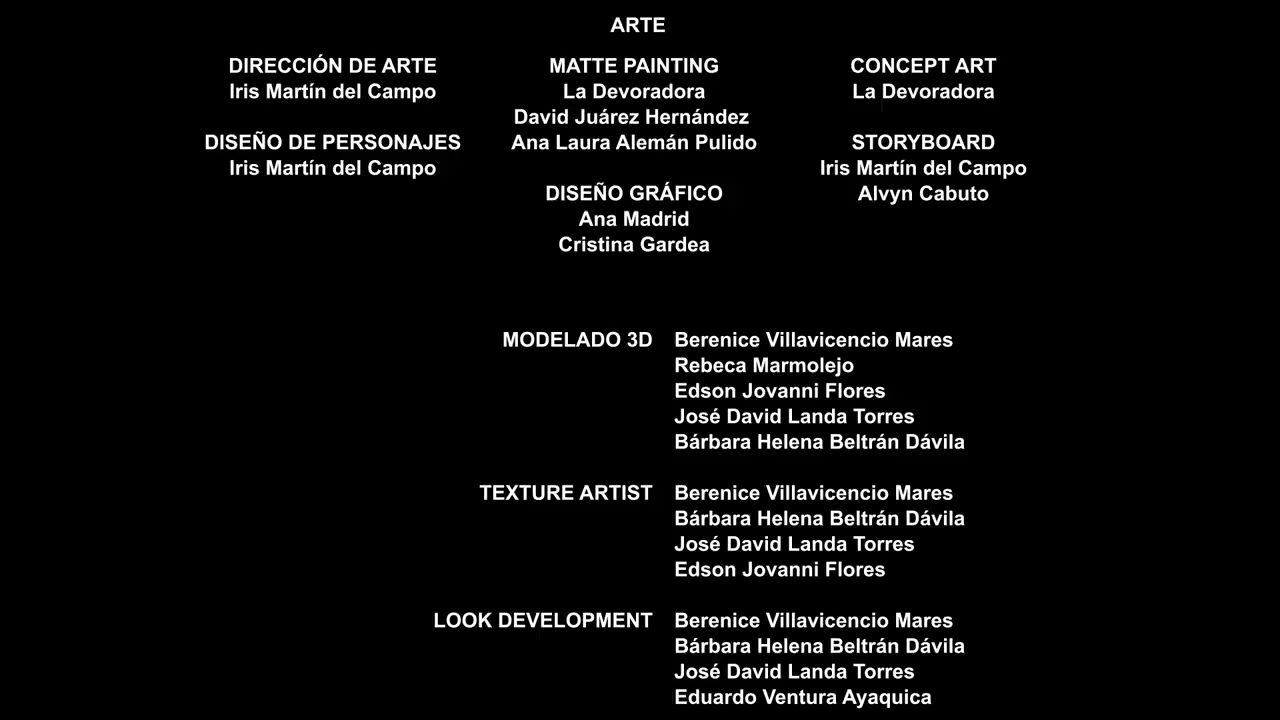 ARTE
DIRECCIÓN DE ARTE
Iris Martín del Campo
DISEÑO DE PERSONAJES
Iris Martín del Campo
MATTE PAINTING
La Devoradora
David Juárez Hernández
Ana Laura Alemán Pulido
DISEÑO GRÁFICO
Ana Madrid
Cristina Gardea
CONCEPT ART
La Devoradora
STORYBOARD
Iris Martín del Campo
Alvyn Cabuto
MODELADO 3D Berenice Villavicencio Mares
Rebeca Marmolejo
Edson Jovanni Flores
José David Landa Torres
Bárbara Helena Beltrán Dávila
TEXTURE ARTIST Berenice Villavicencio Mares
Bárbara Helena Beltrán Dávila
José David Landa Torres
Edson Jovanni Flores
LOOK DEVELOPMENT Berenice Villavicencio Mares
Bárbara Helena Beltrán Dávila
José David Landa Torres
Eduardo Ventura Ayaquica